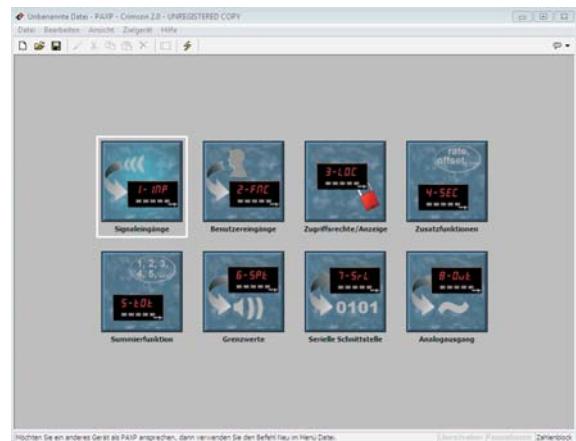 Unbenannte Datei - PAXP - Crimson 2.0 - UNREGISTERED COPY
Datei Bearbeiten Ansicht Zielgerät Hilfe
1-INP
2-FNC
3-LOC
rate, offset, ...
4-SEC
Signaleingänge Benutzereingänge Zugriffsrechte/Anzeige Zusatzfunktionen
1, 2, 3, 4, 5, ...
5-tOt
6-SPt
7-SrL
0101
8-Out
Summierfunktion Grenzwerte Serielle Schnittstelle Analogausgang
Möchten Sie ein anderes Gerät als PAXP ansprechen, dann verwenden Sie den Befehl Neu im Menü Datei. Zahlenblock